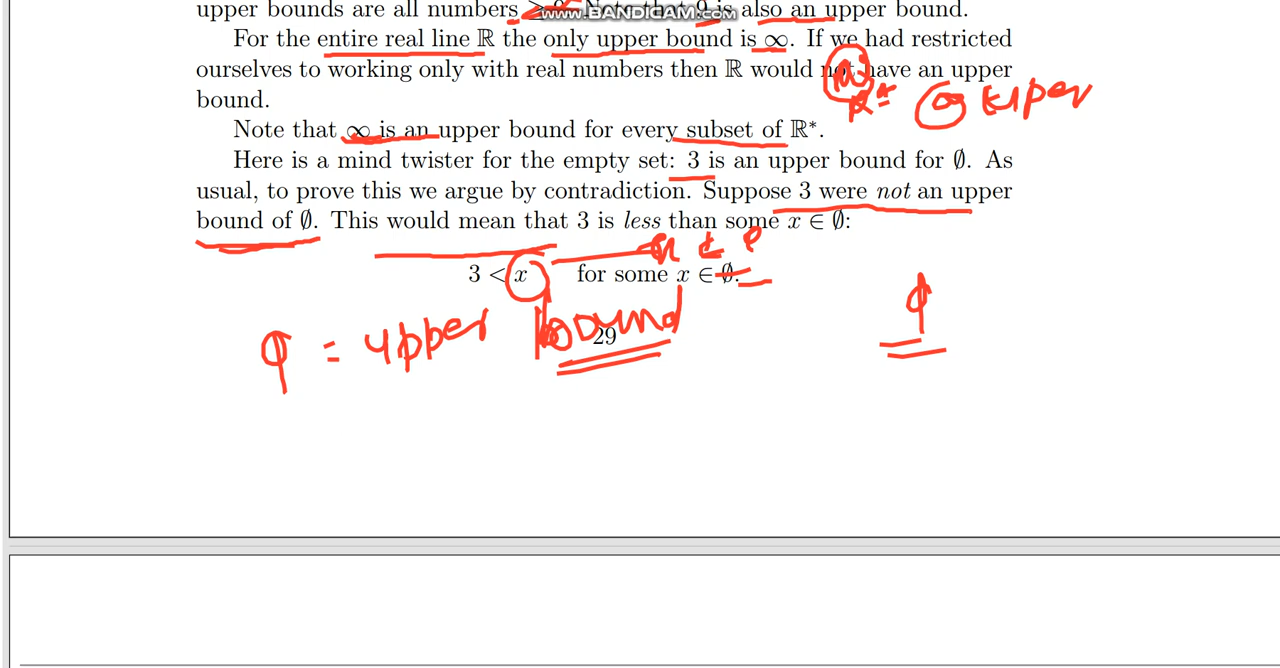 upper bounds are all numbers ≥ 9. Note that 9 is also an upper bound.
www.BANDICAM.com
For the entire real line ℝ the only upper bound is ∞. If we had restricted
ourselves to working only with real numbers then ℝ would not have an upper
bound.
ℝ* ∞ upper
Note that ∞ is an upper bound for every subset of ℝ*.
Here is a mind twister for the empty set: 3 is an upper bound for ∅. As
usual, to prove this we argue by contradiction. Suppose 3 were not an upper
bound of ∅. This would mean that 3 is less than some x ∈ ∅:
3 < x for some x ∈ ∅.
φ
φ = upper bound
29